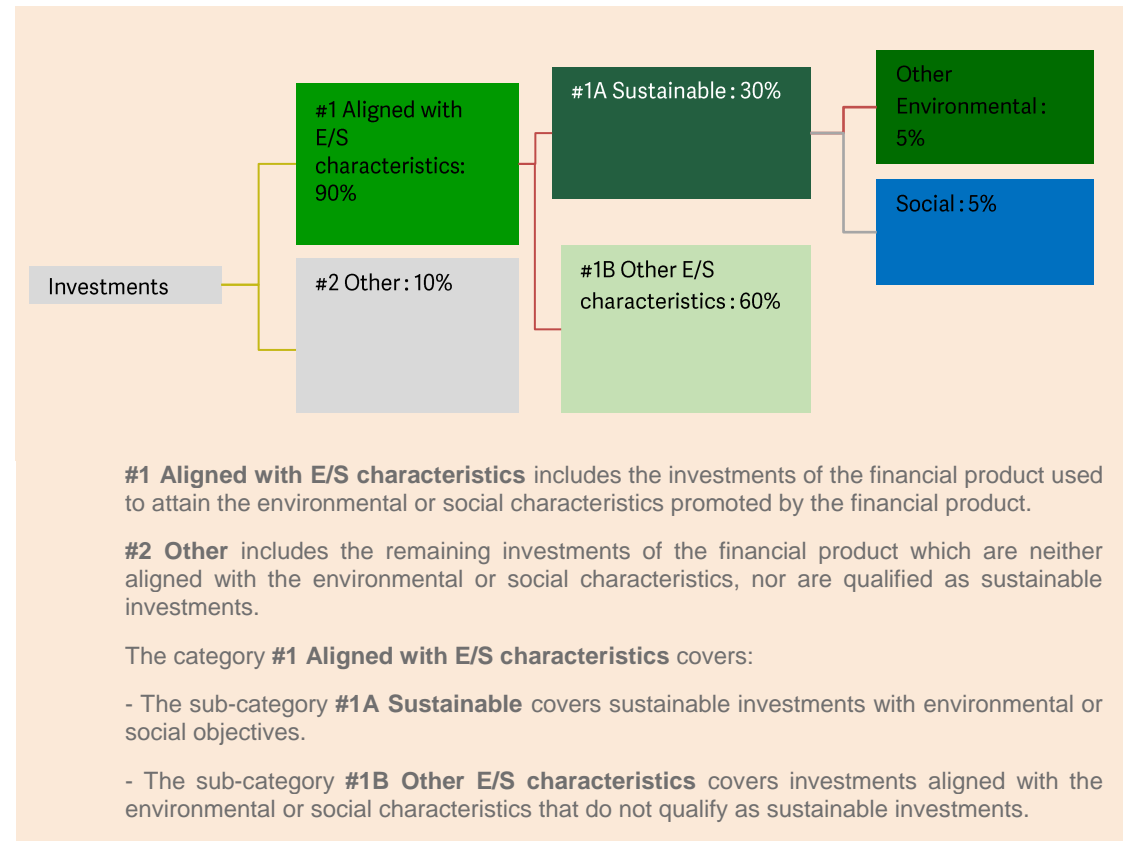 Investments
#1 Aligned with
E/S
characteristics:
90%
#2 Other : 10%
#1A Sustainable : 30%
#1B Other E/S
characteristics : 60%
Other
Environmental :
5%
Social : 5%
#1 Aligned with E/S characteristics includes the investments of the financial product used
to attain the environmental or social characteristics promoted by the financial product.
#2 Other includes the remaining investments of the financial product which are neither
aligned with the environmental or social characteristics, nor are qualified as sustainable
investments.
The category #1 Aligned with E/S characteristics covers:
- The sub-category #1A Sustainable covers sustainable investments with environmental or
social objectives.
- The sub-category #1B Other E/S characteristics covers investments aligned with the
environmental or social characteristics that do not qualify as sustainable investments.